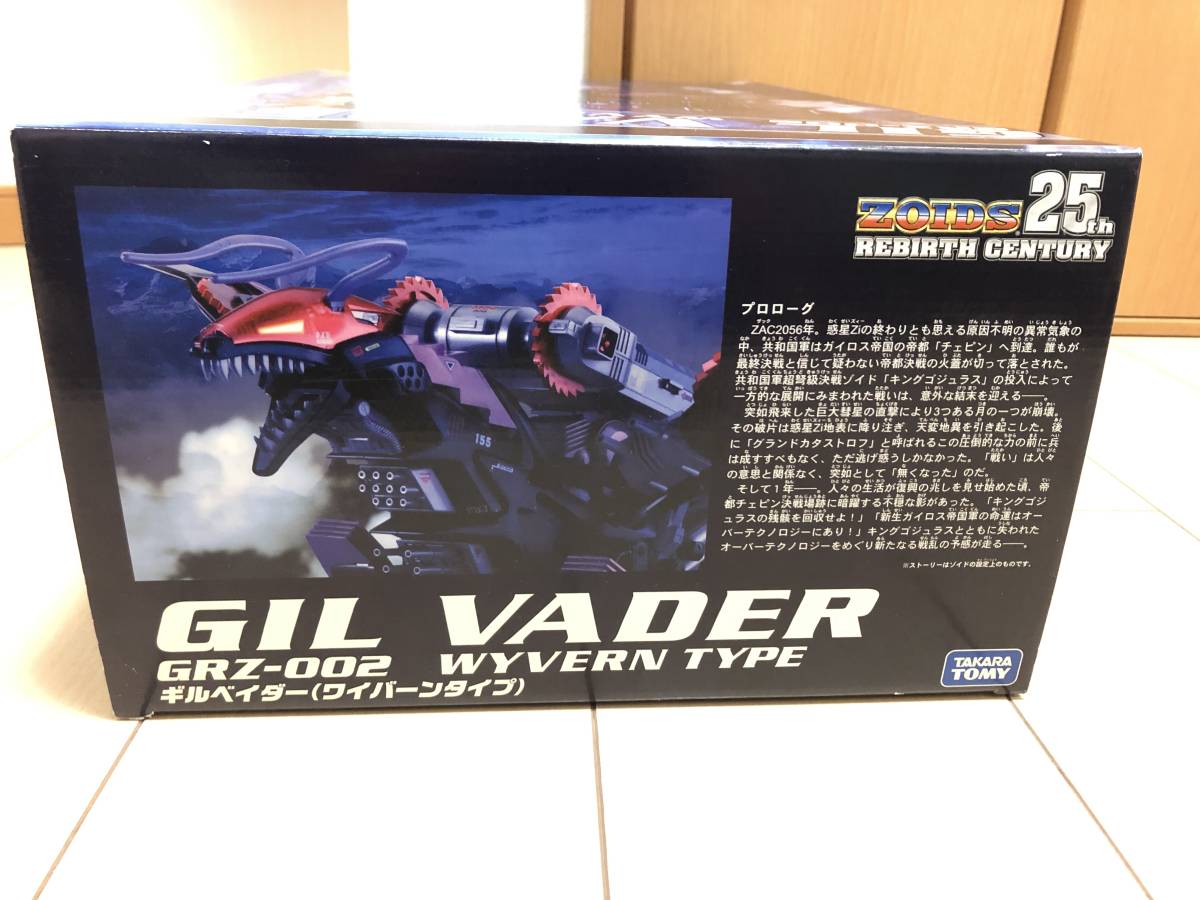 ZOIDS 25th
REBIRTH CENTURY
プロローグ
ZAC2056年。惑星Ziの終わりとも思える原因不明の異常気象の
中、共和国軍はガイロス帝国の帝都「チェピン」へ到達。誰もが
最終決戦と信じて疑わない帝都決戦の火蓋が切って落とされた。
共和国軍超弩級決戦ゾイド「キングゴジュラス」の投入によって
一方的な展開にみまわれた戦いは、意外な結末を迎える――。
突如飛来した巨大彗星の直撃により3つある月の一つが崩壊。
その破片は惑星Zi地表に降り注ぎ、天変地異を引き起こした。後
に「グランドカタストロフ」と呼ばれるこの圧倒的な力の前に兵
は成すすべもなく、ただ逃げ惑うしかなかった。「戦い」は人々
の意思と関係なく、突如として「無くなった」のだ。
そして1年――。人々の生活が復興の兆しを見せ始めた頃、帝
都チェピン決戦場跡に暗躍する不穏な影があった。「キングゴジ
ュラスの残骸を回収せよ!」「新生ガイロス帝国軍の命運はオー
バーテクノロジーにあり!」キングゴジュラスとともに失われた
オーバーテクノロジーをめぐり新たなる戦乱の予感が走る――。
※ストーリーはゾイドの設定上のものです。
155
GIL VADER
GRZ-002 WYVERN TYPE
ギルベイダー(ワイバーンタイプ)
TAKARA
TOMY